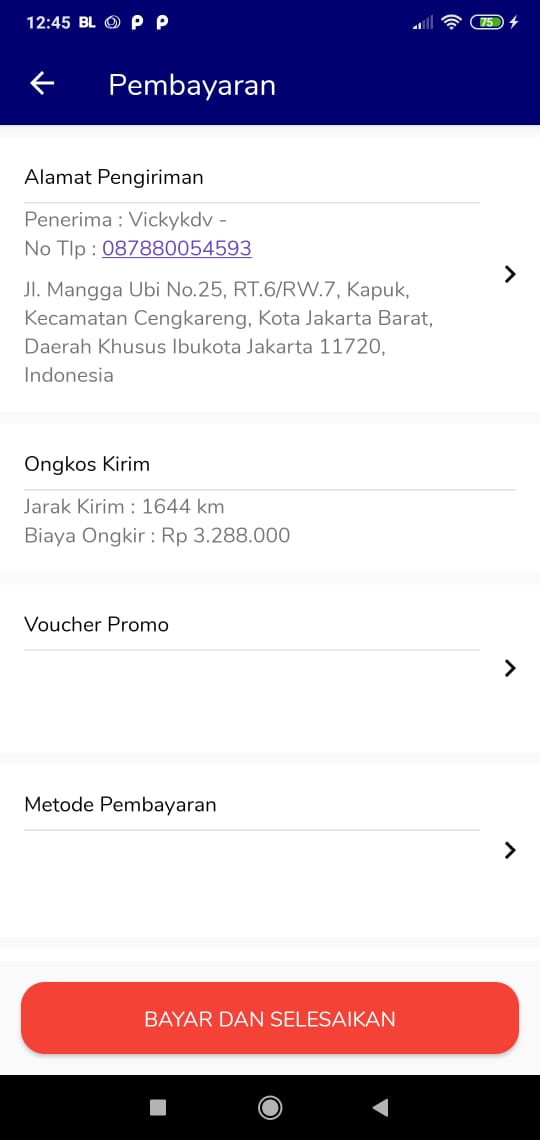 12:45 BL P P 75
Pembayaran
Alamat Pengiriman
Penerima : Vickykdv -
No Tlp : 087880054593
Jl. Mangga Ubi No.25, RT.6/RW.7, Kapuk,
Kecamatan Cengkareng, Kota Jakarta Barat,
Daerah Khusus Ibukota Jakarta 11720,
Indonesia
Ongkos Kirim
Jarak Kirim : 1644 km
Biaya Ongkir : Rp 3.288.000
Voucher Promo
Metode Pembayaran
BAYAR DAN SELESAIKAN